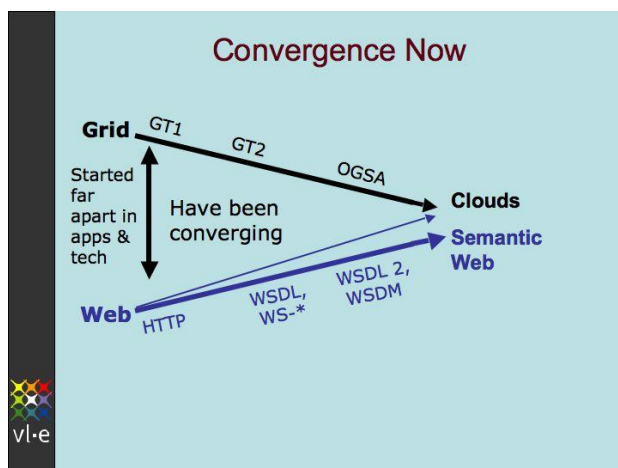 Convergence Now
Grid
GT1
GT2
OGSA
Started
far
apart in
apps &
tech
Have been
converging
Clouds
Semantic
Web
Web
HTTP
WSDL,
WS-*
WSDL 2,
WSDM
vl·e